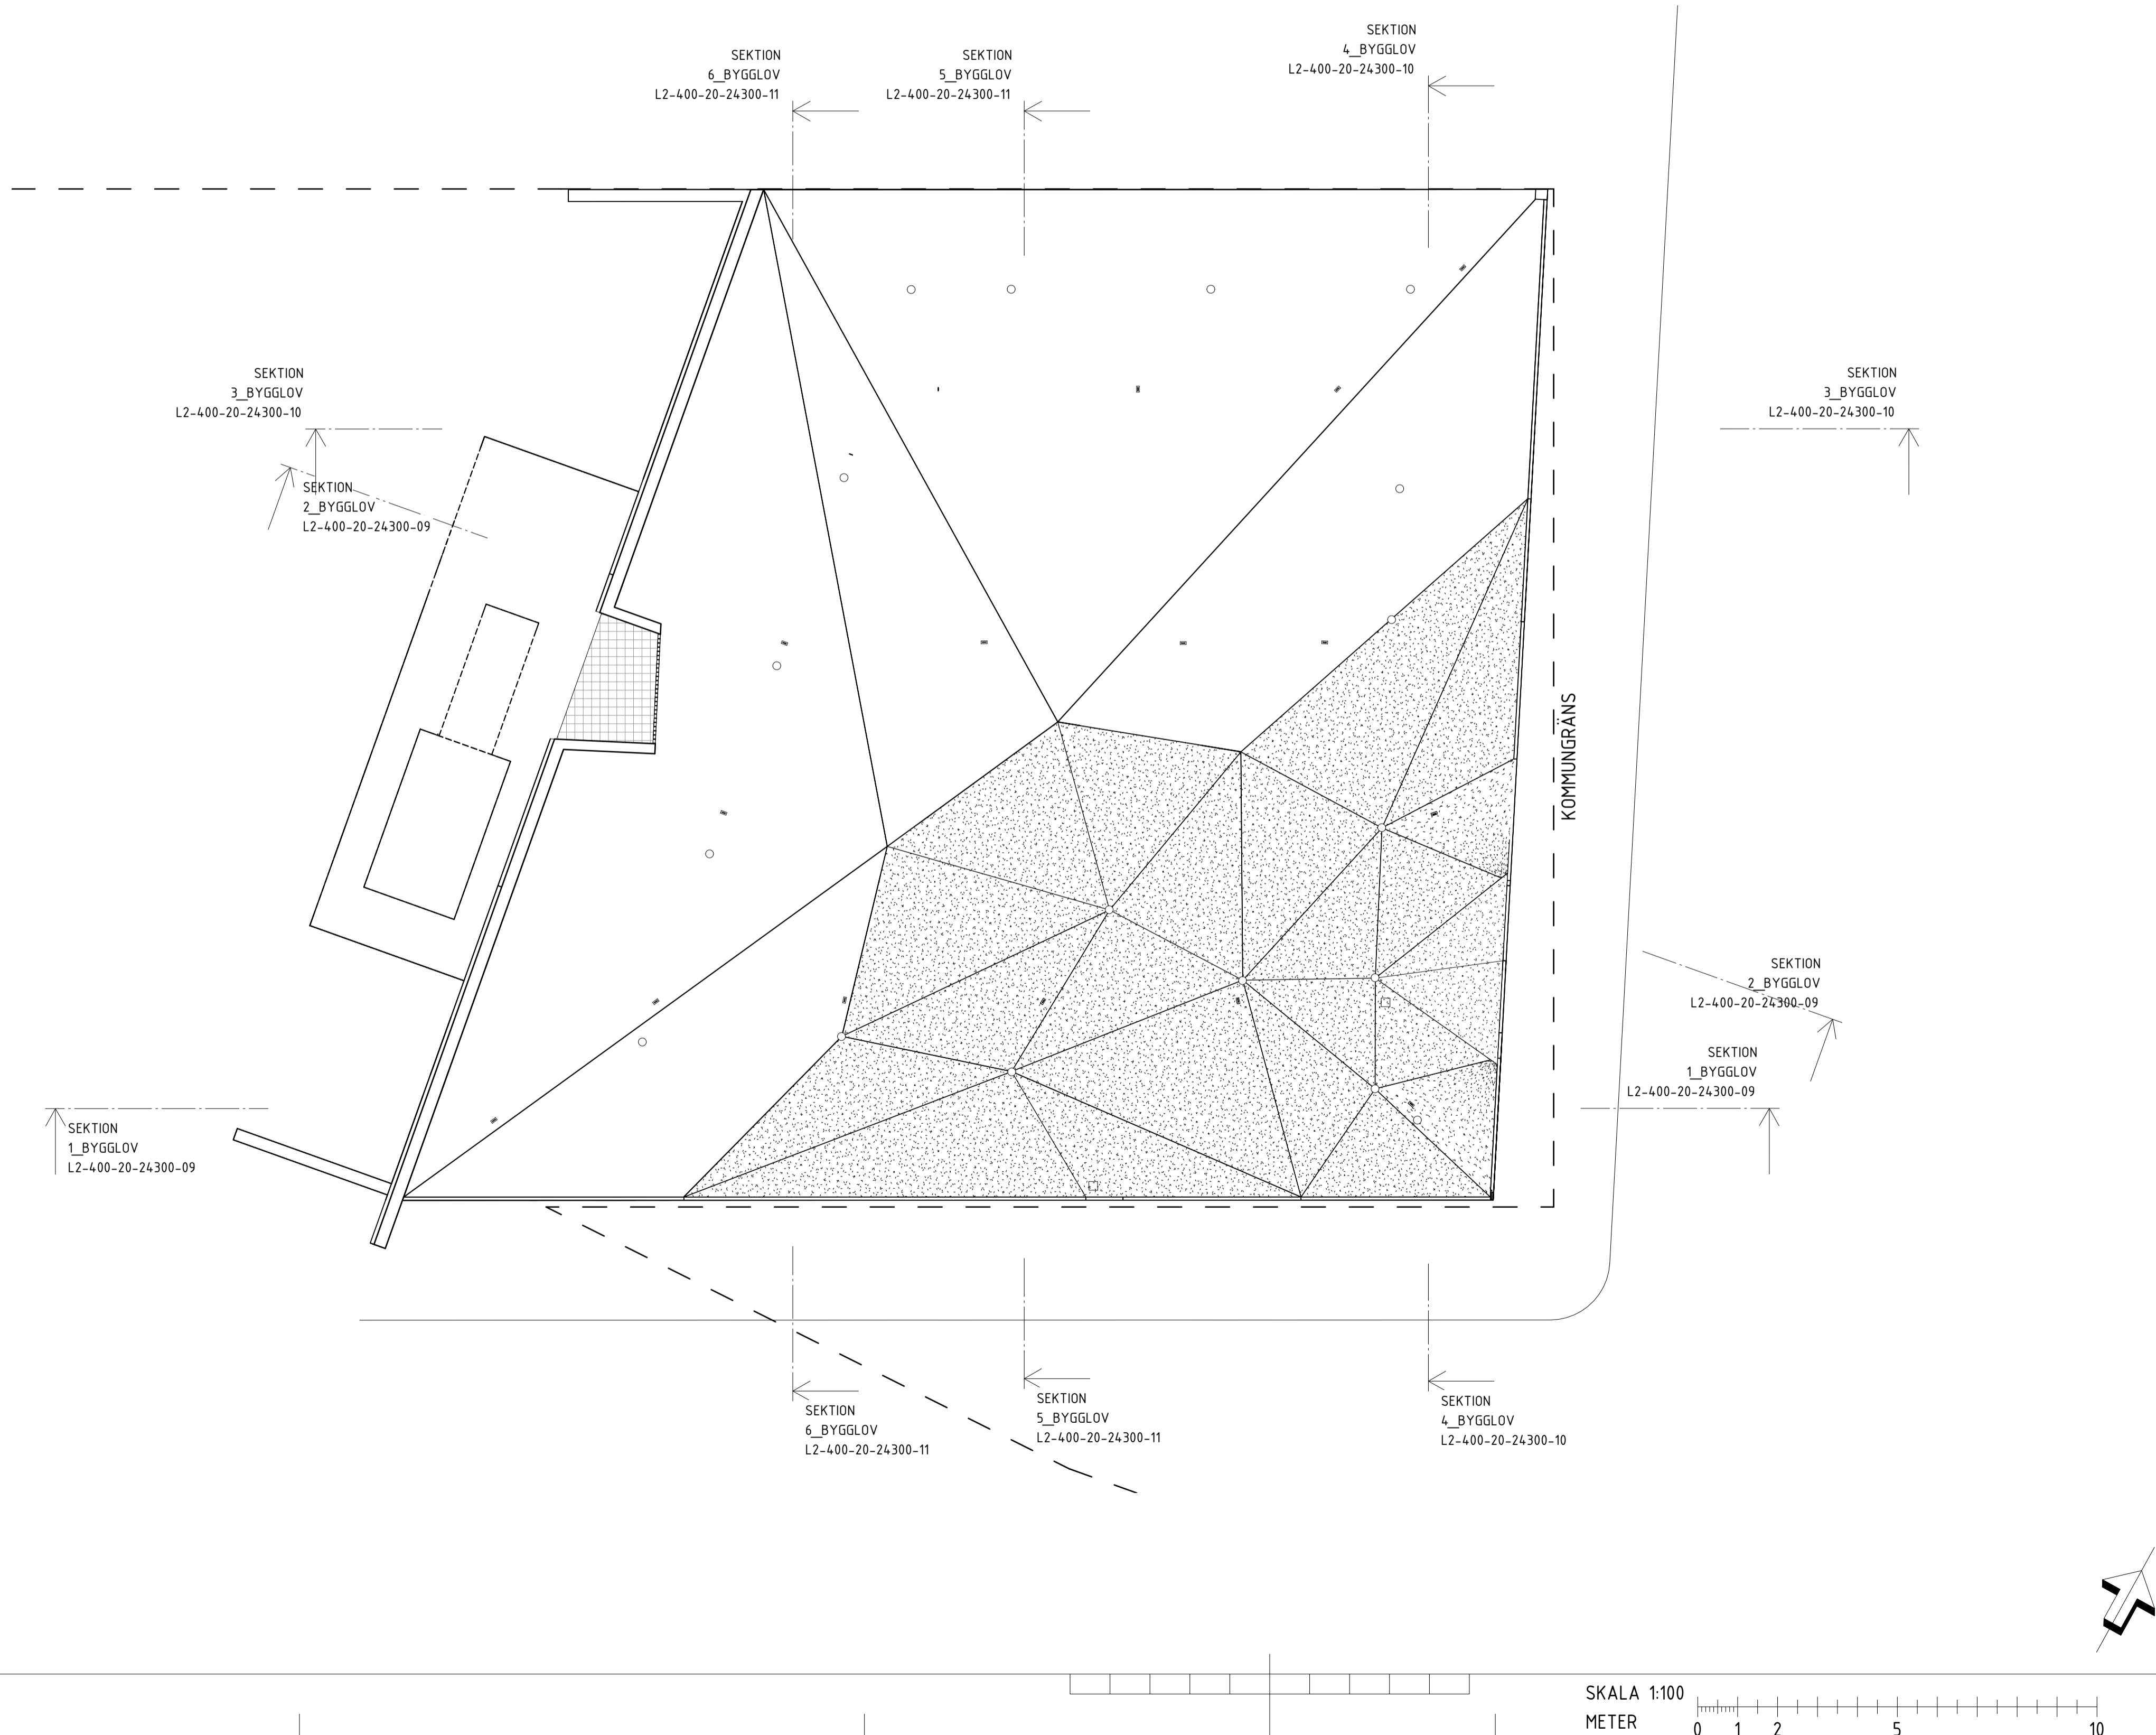 SEKTION
4_BYGGLOV
L2-400-20-24300-10
SEKTION
6_BYGGLOV
L2-400-20-24300-11
SEKTION
5_BYGGLOV
L2-400-20-24300-11
SEKTION
3_BYGGLOV
L2-400-20-24300-10
SEKTION
3_BYGGLOV
L2-400-20-24300-10
SEKTION
2_BYGGLOV
L2-400-20-24300-09
KOMMUNGRÄNS
SEKTION
2_BYGGLOV
L2-400-20-24300-09
SEKTION
1_BYGGLOV
L2-400-20-24300-09
SEKTION
1_BYGGLOV
L2-400-20-24300-09
SEKTION
6_BYGGLOV
L2-400-20-24300-11
SEKTION
5_BYGGLOV
L2-400-20-24300-11
SEKTION
4_BYGGLOV
L2-400-20-24300-10
SKALA 1:100
METER 0 1 2 5 10